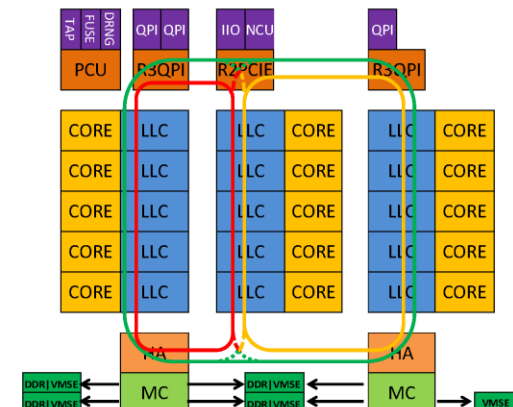 TAP FUSE DRNG QPI QPI IIO NCU QPI
PCU R3QPI R2PCIE R3QPI
CORE LLC LLC CORE LLC CORE
CORE LLC LLC CORE LLC CORE
CORE LLC LLC CORE LLC CORE
CORE LLC LLC CORE LLC CORE
CORE LLC LLC CORE LLC CORE
HA HA
DDR|VMSE MC DDR|VMSE MC
DDR|VMSE DDR|VMSE VMSE